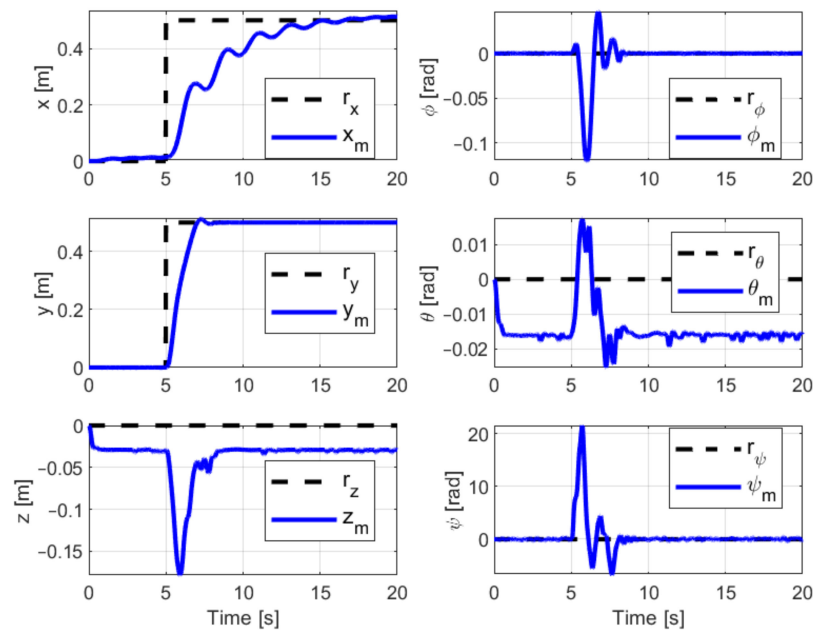 x [m]
0.4
0.2
0
r_x
x_m
0 5 10 15 20
ϕ [rad]
0
-0.05
-0.1
r_ϕ
ϕ_m
0 5 10 15 20
y [m]
0.4
0.2
0
r_y
y_m
0 5 10 15 20
θ [rad]
0.01
0
-0.01
-0.02
r_θ
θ_m
0 5 10 15 20
z [m]
0
-0.05
-0.1
-0.15
r_z
z_m
0 5 10 15 20
Time [s]
ψ [rad]
20
10
0
r_ψ
ψ_m
0 5 10 15 20
Time [s]